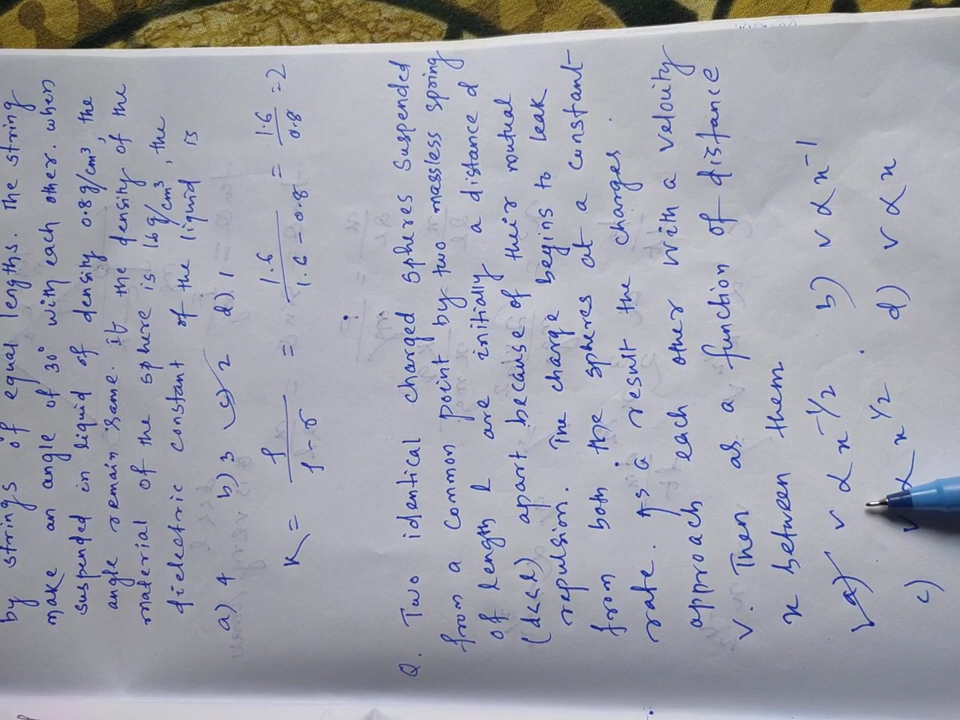 by strings of equal lengths. The string
make an angle of 30° with each other. when
suspended in liquid of density 0.8 g/cm³, the
angle remain same. if the density of the
material of the sphere is 1.6 g/cm³, the
dielectric constant of the liquid is
a) 4 b) 3 c) 2 d) 1
K = ρ/(ρ-σ) = 1.6/(1.6-0.8) = 1.6/0.8 = 2
Q. Two identical charged spheres suspended
from a common point by two massless spring
of length l are initially a distance d
(d<<l) apart because of their mutual
repulsion. The charge begins to leak
from both the spheres at a constant
rate. As a result the charges
approach each other with a velocity
v. Then as a function of distance
x between them
a) v α x^-1/2 b) v α x^-1
c) v α x^1/2 d) v α x